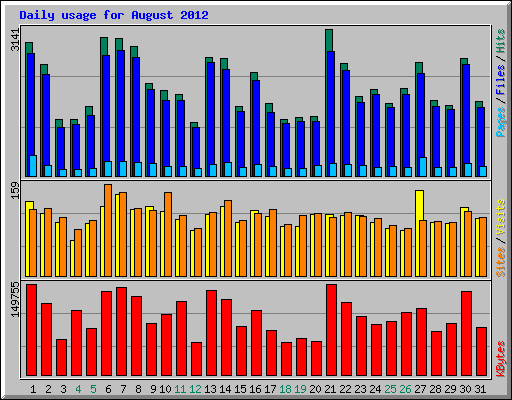 Daily usage for August 2012
3141
Pages/Files/Hits
159
Sites/Visits
149755
KBytes
1 2 3 4 5 6 7 8 9 10 11 12 13 14 15 16 17 18 19 20 21 22 23 24 25 26 27 28 29 30 31